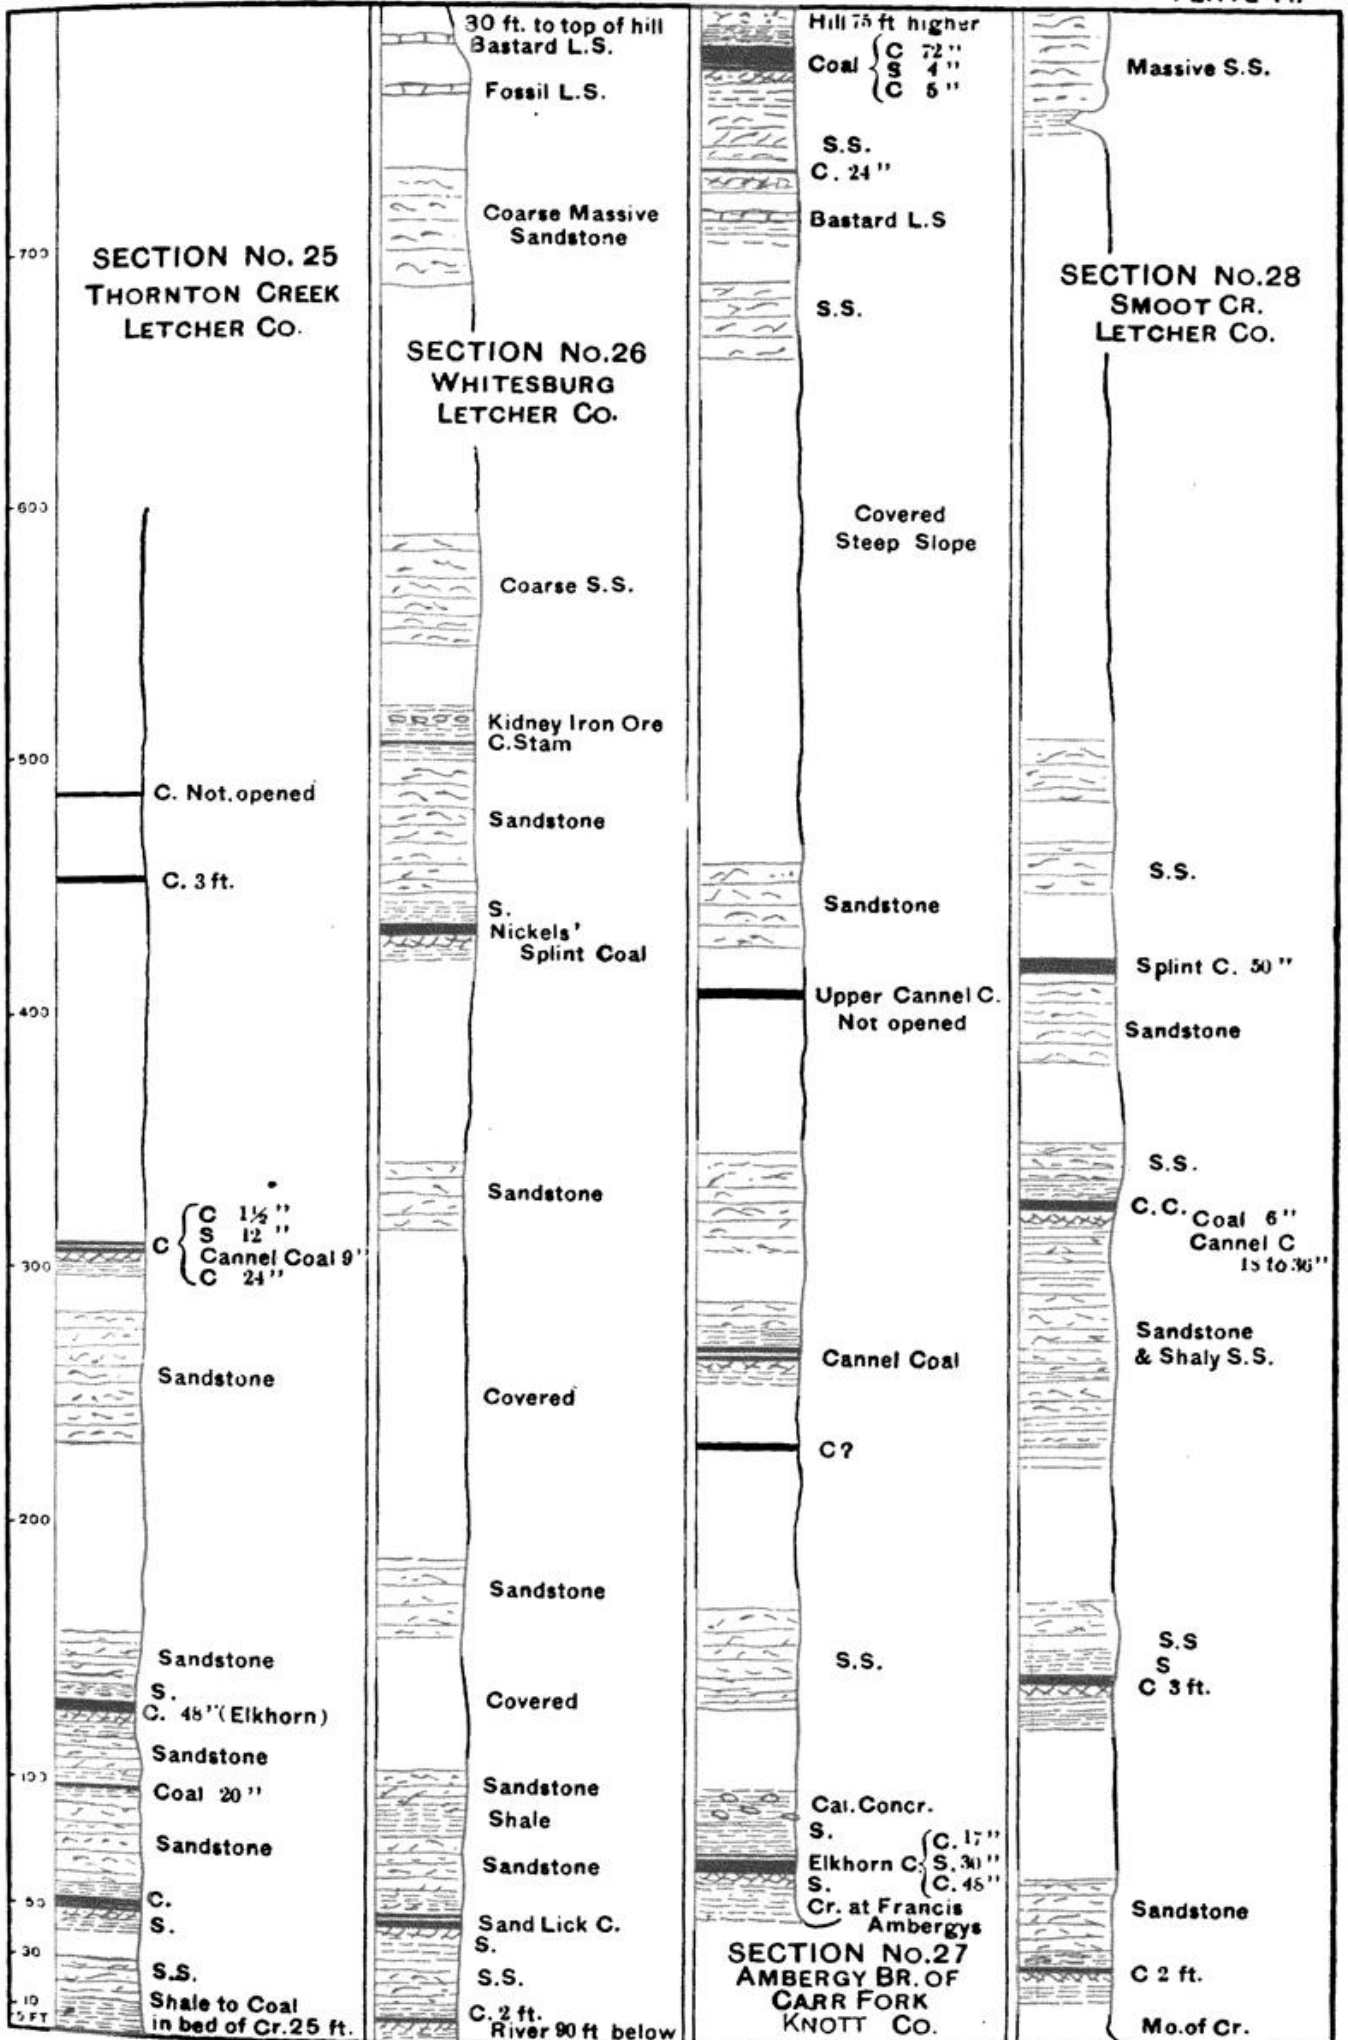 700
600
500
400
300
200
100
50
30
10
5 FT
SECTION No. 25
THORNTON CREEK
LETCHER CO.
C. Not opened
C. 3 ft.
C { C 1½"
S 12"
Cannel Coal 9"
C 24"
Sandstone
Sandstone
S.
C. 48" (Elkhorn)
Sandstone
Coal 20"
Sandstone
C.
S.
S.S.
Shale to Coal
in bed of Cr. 25 ft.
30 ft. to top of hill
Bastard L.S.
Fossil L.S.
Coarse Massive
Sandstone
SECTION No. 26
WHITESBURG
LETCHER CO.
Coarse S.S.
Kidney Iron Ore
C. Stam
Sandstone
S.
Nickels'
Splint Coal
Sandstone
Covered
Sandstone
Covered
Sandstone
Shale
Sandstone
Sand Lick C.
S.
S.S.
C. 2 ft.
River 90 ft below
Hill 75 ft higher
Coal { C 72"
S 4"
C 5"
S.S.
C. 24"
Bastard L.S
S.S.
Covered
Steep Slope
Sandstone
Upper Cannel C.
Not opened
Cannel Coal
C?
S.S.
Cal. Concr.
S.
Elkhorn C. { C. 17"
S. 30"
C. 48"
S.
Cr. at Francis
Ambergys
SECTION No. 27
AMBERGY BR. OF
CARR FORK
KNOTT CO.
Massive S.S.
SECTION No. 28
SMOOT CR.
LETCHER CO.
S.S.
Splint C. 50"
Sandstone
S.S.
C.C. Coal 6"
Cannel C
18 to 36"
Sandstone
& Shaly S.S.
S.S
S
C 3 ft.
Sandstone
C 2 ft.
Mo. of Cr.